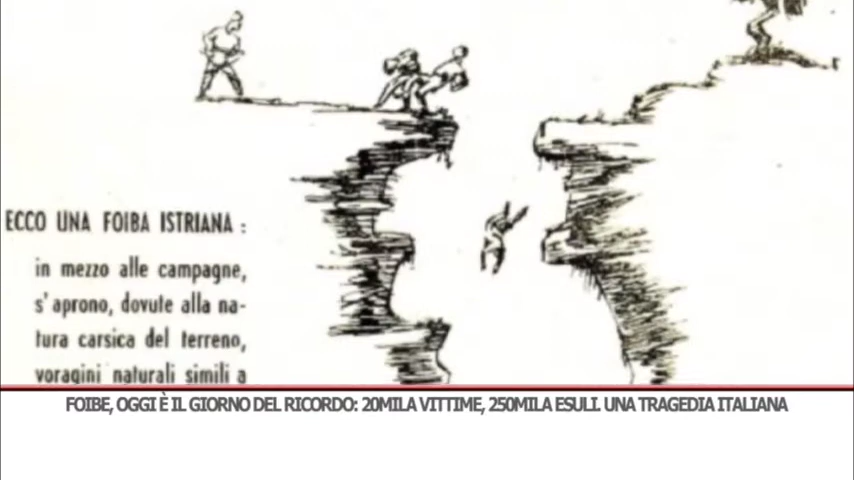 ECCO UNA FOIBA ISTRIANA :
in mezzo alle campagne,
s'aprono, dovute alla na-
tura carsica del terreno,
voragini naturali simili a
FOIBE, OGGI È IL GIORNO DEL RICORDO: 20MILA VITTIME, 250MILA ESULI. UNA TRAGEDIA ITALIANA